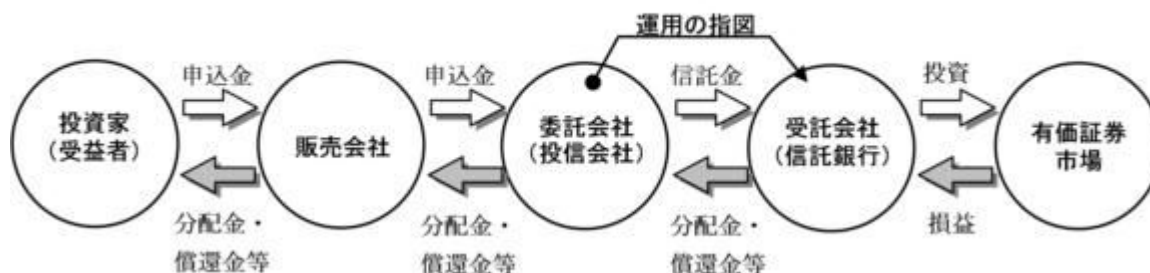 運用の指図
申込金
申込金
信託金
投資
投資家
(受益者)
販売会社
委託会社
(投信会社)
受託会社
(信託銀行)
有価証券
市場
分配金・
償還金等
分配金・
償還金等
分配金・
償還金等
損益